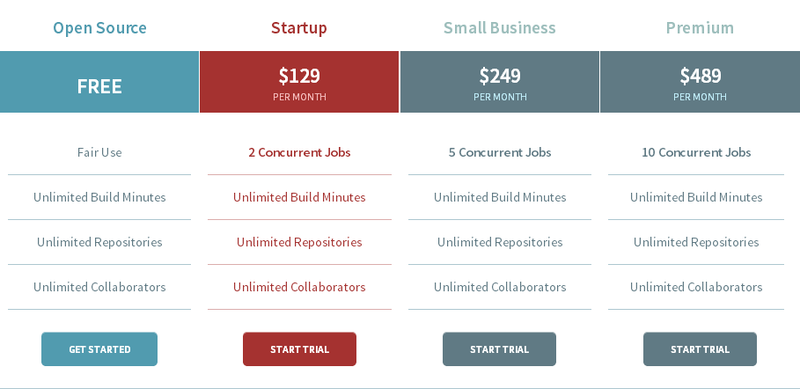 Open Source
FREE
Fair Use
Unlimited Build Minutes
Unlimited Repositories
Unlimited Collaborators
GET STARTED
Startup
$129
PER MONTH
2 Concurrent Jobs
Unlimited Build Minutes
Unlimited Repositories
Unlimited Collaborators
START TRIAL
Small Business
$249
PER MONTH
5 Concurrent Jobs
Unlimited Build Minutes
Unlimited Repositories
Unlimited Collaborators
START TRIAL
Premium
$489
PER MONTH
10 Concurrent Jobs
Unlimited Build Minutes
Unlimited Repositories
Unlimited Collaborators
START TRIAL